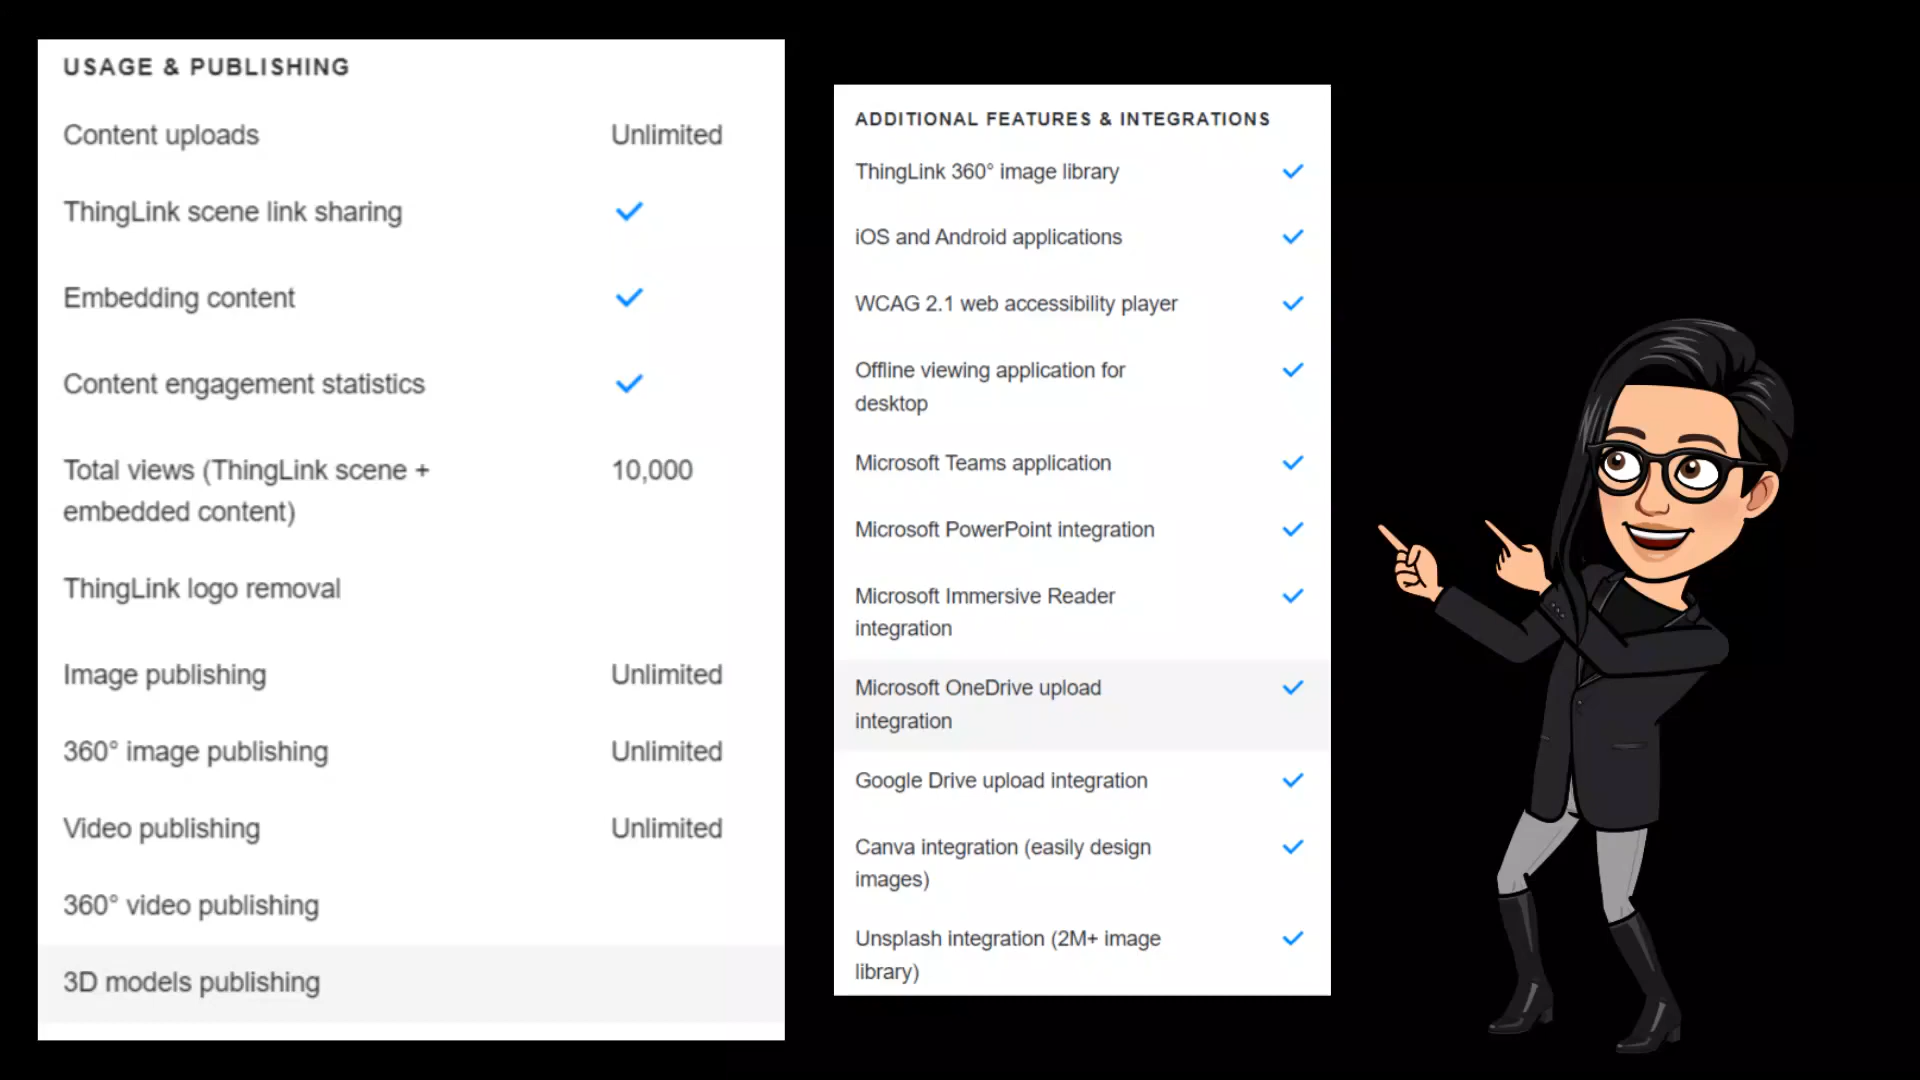 USAGE & PUBLISHING
Content uploads Unlimited
ThingLink scene link sharing
Embedding content
Content engagement statistics
Total views (ThingLink scene + 10,000
embedded content)
ThingLink logo removal
Image publishing Unlimited
360° image publishing Unlimited
Video publishing Unlimited
360° video publishing
3D models publishing
ADDITIONAL FEATURES & INTEGRATIONS
ThingLink 360° image library
iOS and Android applications
WCAG 2.1 web accessibility player
Offline viewing application for
desktop
Microsoft Teams application
Microsoft PowerPoint integration
Microsoft Immersive Reader
integration
Microsoft OneDrive upload
integration
Google Drive upload integration
Canva integration (easily design
images)
Unsplash integration (2M+ image
library)